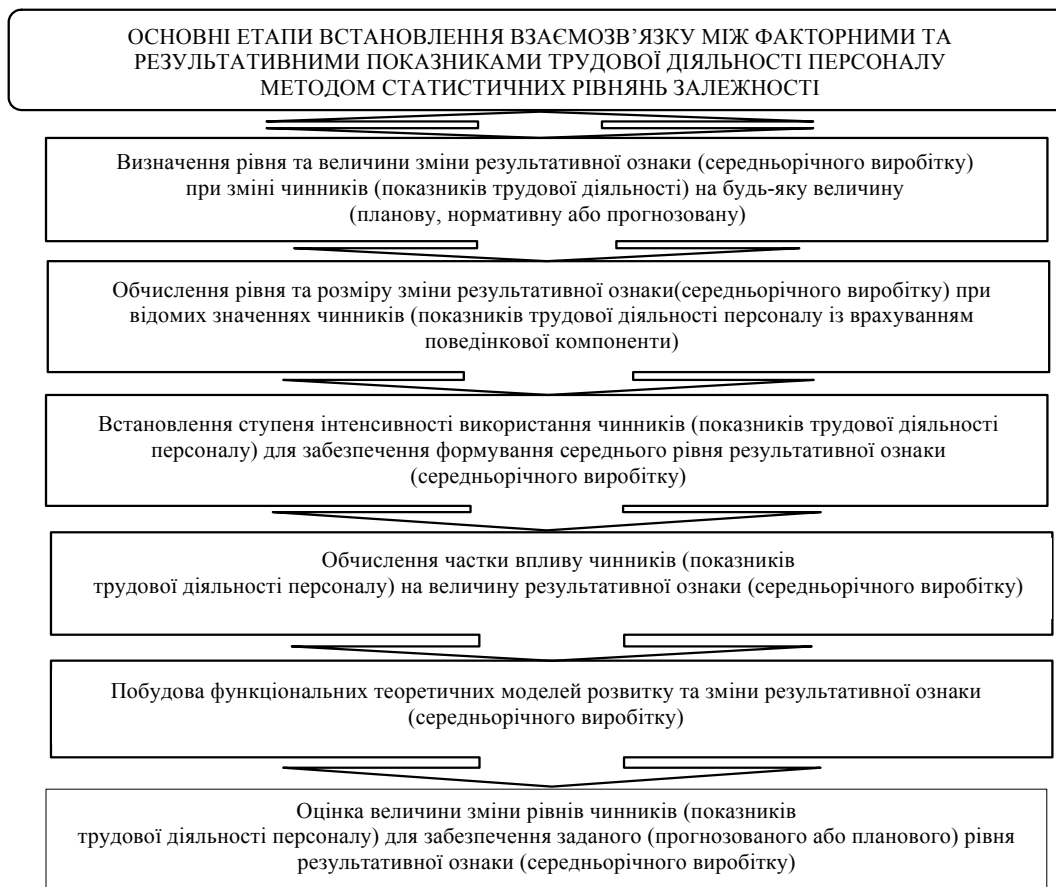 ОСНОВНІ ЕТАПИ ВСТАНОВЛЕННЯ ВЗАЄМОЗВ’ЯЗКУ МІЖ ФАКТОРНИМИ ТА
РЕЗУЛЬТАТИВНИМИ ПОКАЗНИКАМИ ТРУДОВОЇ ДІЯЛЬНОСТІ ПЕРСОНАЛУ
МЕТОДОМ СТАТИСТИЧНИХ РІВНЯНЬ ЗАЛЕЖНОСТІ
Визначення рівня та величини зміни результативної ознаки (середньорічного виробітку)
при зміні чинників (показників трудової діяльності) на будь-яку величину
(планову, нормативну або прогнозовану)
Обчислення рівня та розміру зміни результативної ознаки(середньорічного виробітку) при
відомих значеннях чинників (показників трудової діяльності персоналу із врахуванням
поведінкової компоненти)
Встановлення ступеня інтенсивності використання чинників (показників трудової діяльності
персоналу) для забезпечення формування середнього рівня результативної ознаки
(середньорічного виробітку)
Обчислення частки впливу чинників (показників
трудової діяльності персоналу) на величину результативної ознаки (середньорічного виробітку)
Побудова функціональних теоретичних моделей розвитку та зміни результативної ознаки
(середньорічного виробітку)
Оцінка величини зміни рівнів чинників (показників
трудової діяльності персоналу) для забезпечення заданого (прогнозованого або планового) рівня
результативної ознаки (середньорічного виробітку)